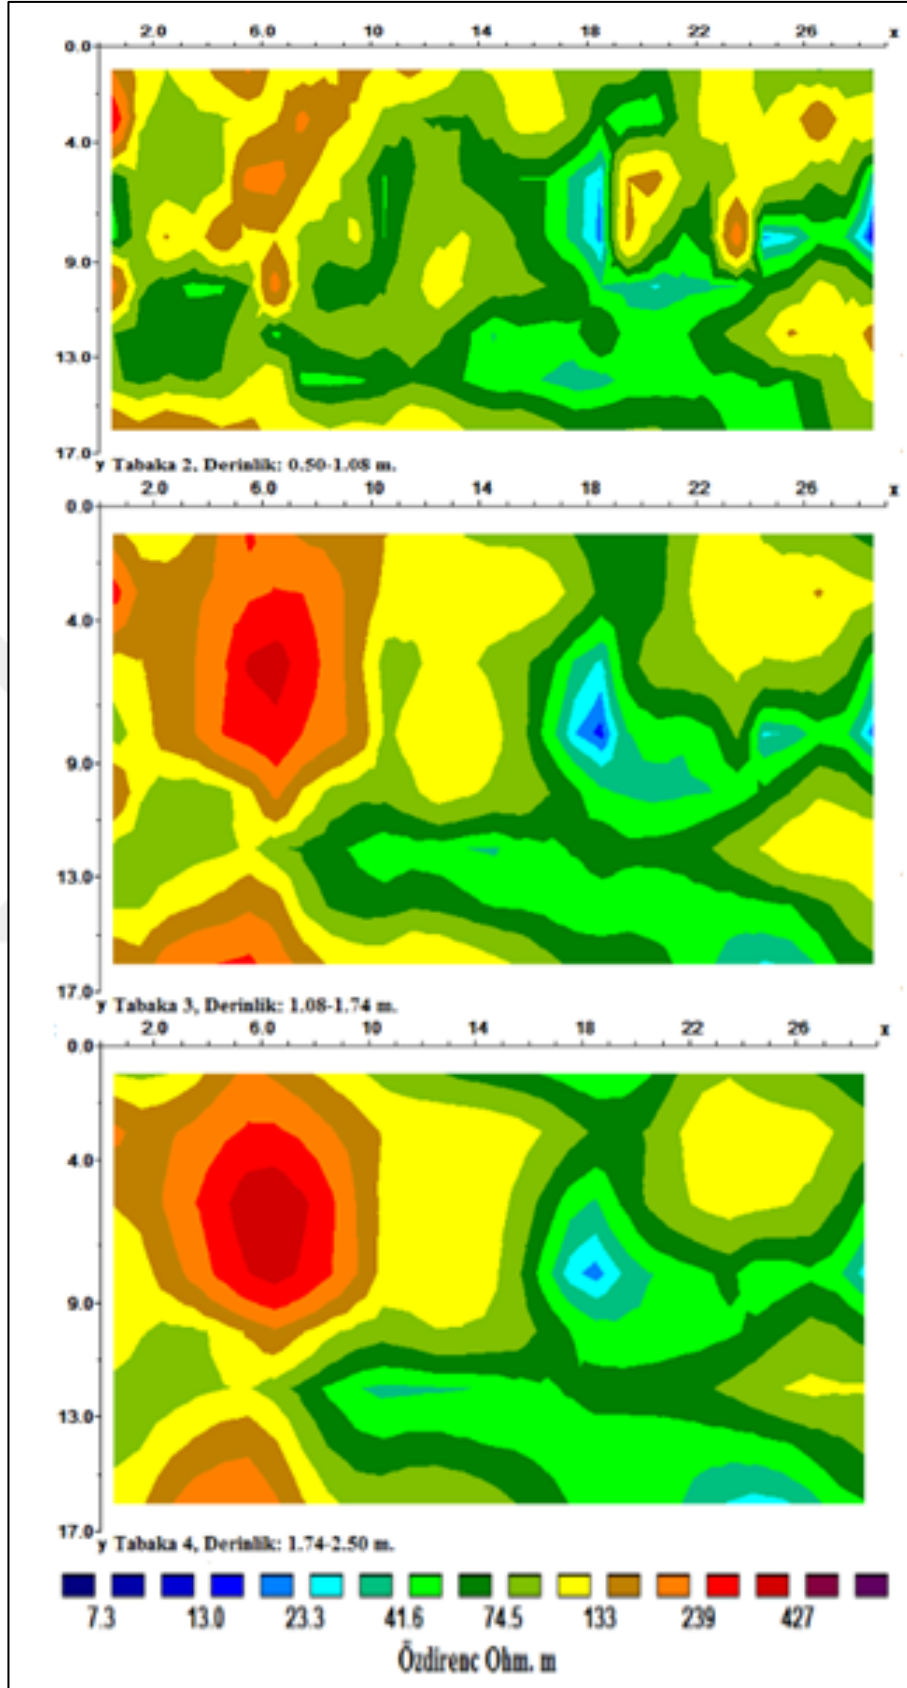 2.0 6.0 10 14 18 22 26 x
0.0
4.0
9.0
13.0
17.0
y Tabaka 2, Derinlik: 0.50-1.08 m.
2.0 6.0 10 14 18 22 26 x
0.0
4.0
9.0
13.0
17.0
y Tabaka 3, Derinlik: 1.08-1.74 m.
2.0 6.0 10 14 18 22 26 x
0.0
4.0
9.0
13.0
17.0
y Tabaka 4, Derinlik: 1.74-2.50 m.
7.3 13.0 23.3 41.6 74.5 133 239 427
Özdirenc Ohm. m